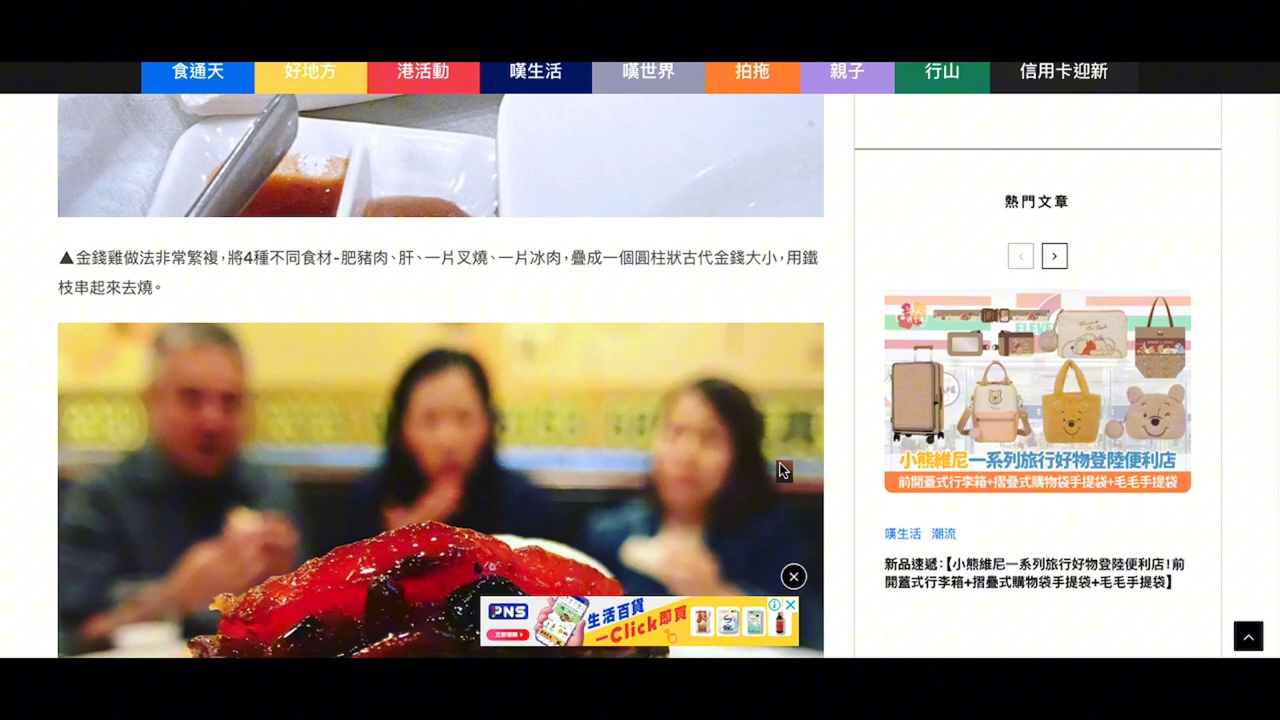 食通天
好地方
港活動
嘆生活
嘆世界
拍拖
親子
行山
信用卡迎新
▲金錢雞做法非常繁複,將4種不同食材-肥豬肉、肝、一片叉燒、一片冰肉,疊成一個圓柱狀古代金錢大小,用鐵
枝串起來去燒。
熱門文章
小熊維尼一系列旅行好物登陸便利店
前開蓋式行李箱+摺疊式購物袋手提袋+毛毛手提袋
嘆生活 潮流
新品速遞:【小熊維尼一系列旅行好物登陸便利店!前
開蓋式行李箱+摺疊式購物袋手提袋+毛毛手提袋】
PNS
生活百貨
一Click即買